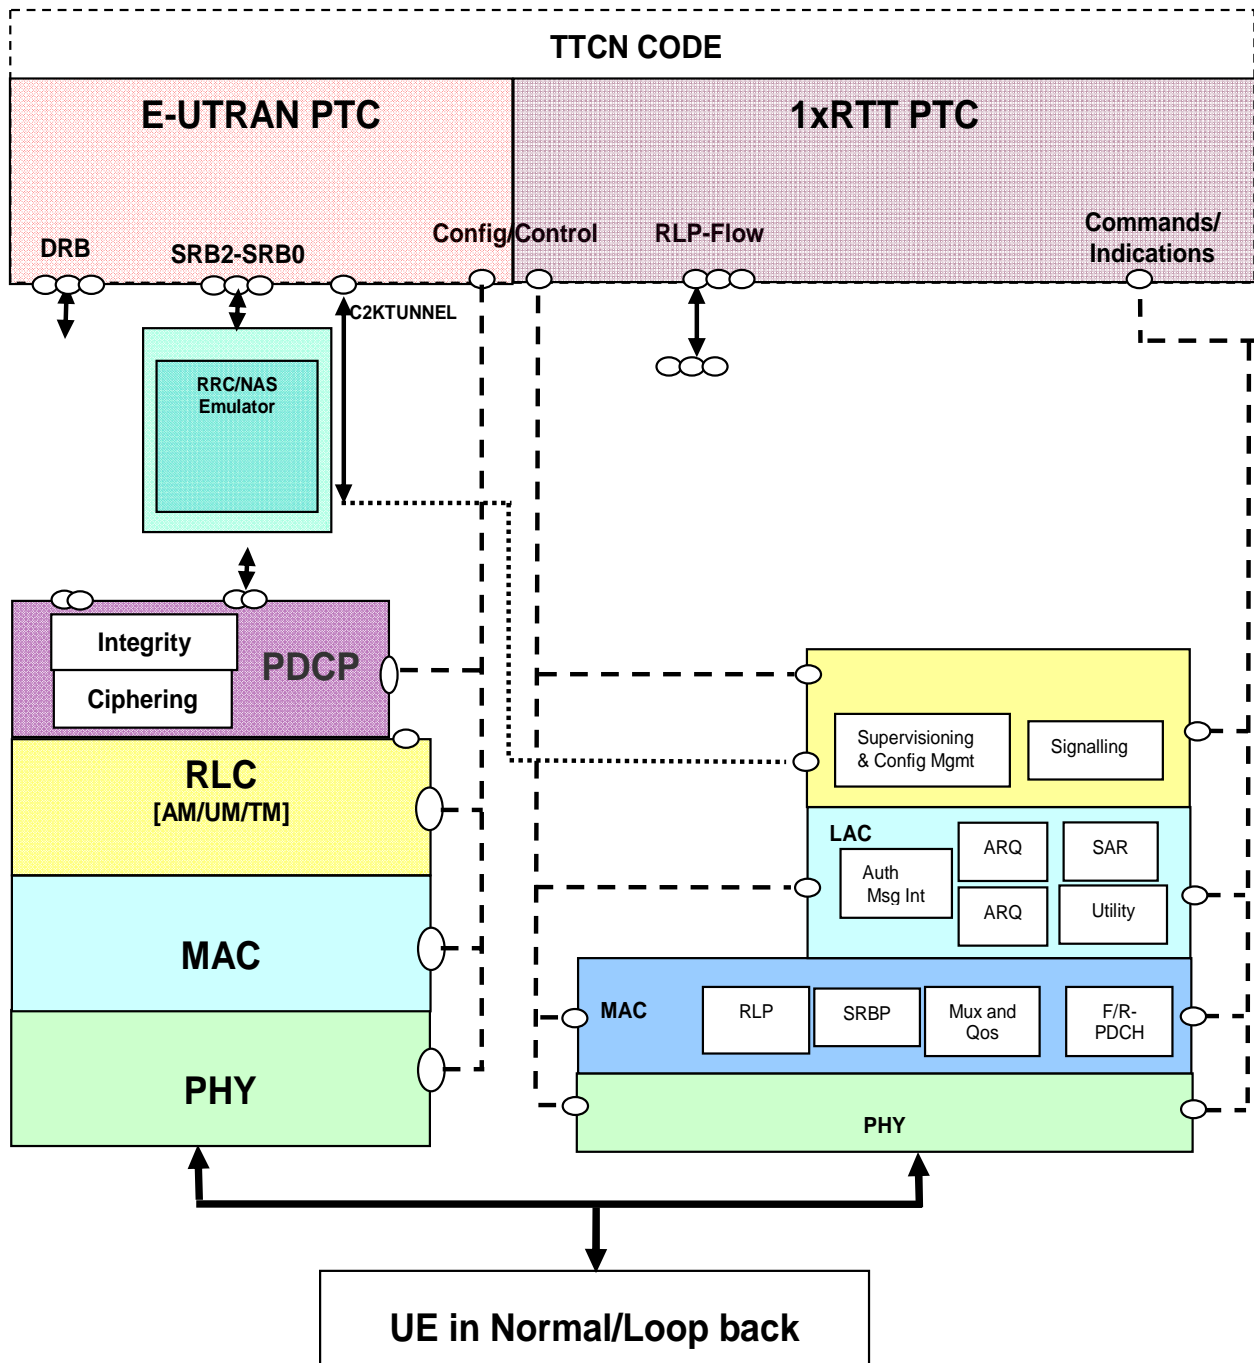 TTCN CODE
E-UTRAN PTC
1xRTT PTC
DRB
SRB2-SRB0
Config/Control
RLP-Flow
Commands/
Indications
C2KTUNNEL
RRC/NAS
Emulator
Integrity
Ciphering
PDCP
RLC
[AM/UM/TM]
MAC
PHY
Supervisioning
& Config Mgmt
Signalling
LAC
Auth
Msg Int
ARQ
SAR
ARQ
Utility
MAC
RLP
SRBP
Mux and
Qos
F/R-
PDCH
PHY
UE in Normal/Loop back